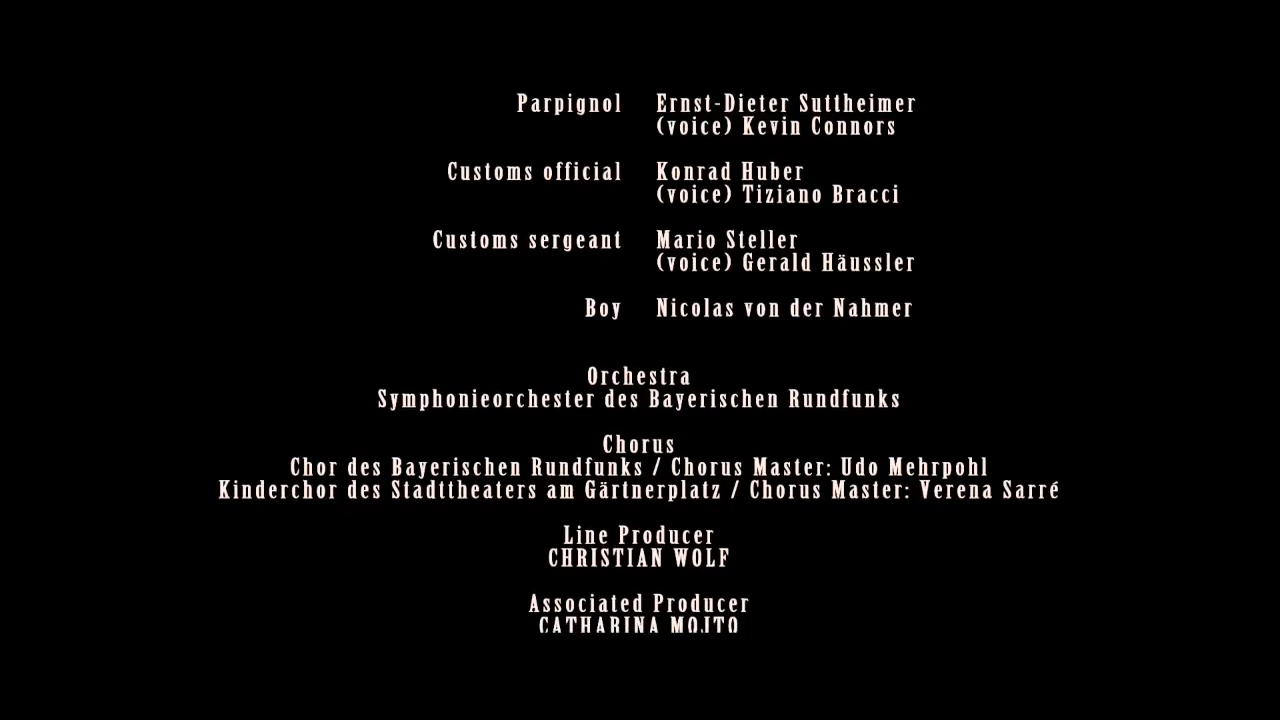 Parpignol Ernst-Dieter Suttheimer
(voice) Kevin Connors
Customs official Konrad Huber
(voice) Tiziano Bracci
Customs sergeant Mario Steller
(voice) Gerald Häussler
Boy Nicolas von der Nahmer
Orchestra
Symphonieorchester des Bayerischen Rundfunks
Chorus
Chor des Bayerischen Rundfunks / Chorus Master: Udo Mehrpohl
Kinderchor des Stadttheaters am Gärtnerplatz / Chorus Master: Verena Sarré
Line Producer
CHRISTIAN WOLF
Associated Producer
CATHARINA MOJTO